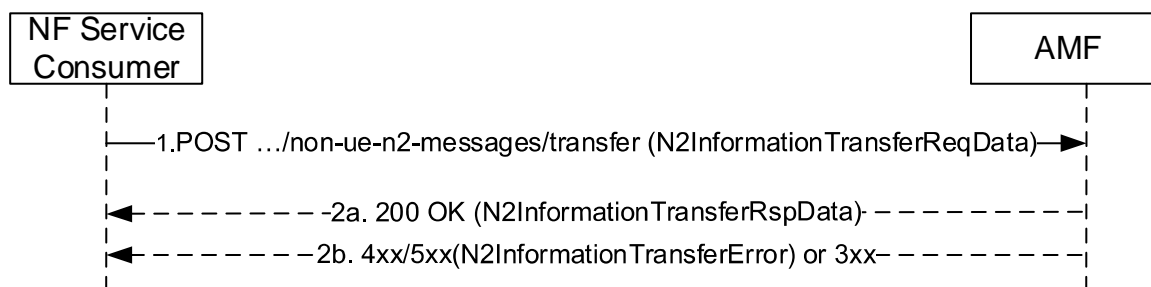 NF Service
Consumer
AMF
1.POST …/non-ue-n2-messages/transfer (N2InformationTransferReqData)
2a. 200 OK (N2InformationTransferRspData)
2b. 4xx/5xx(N2InformationTransferError) or 3xx